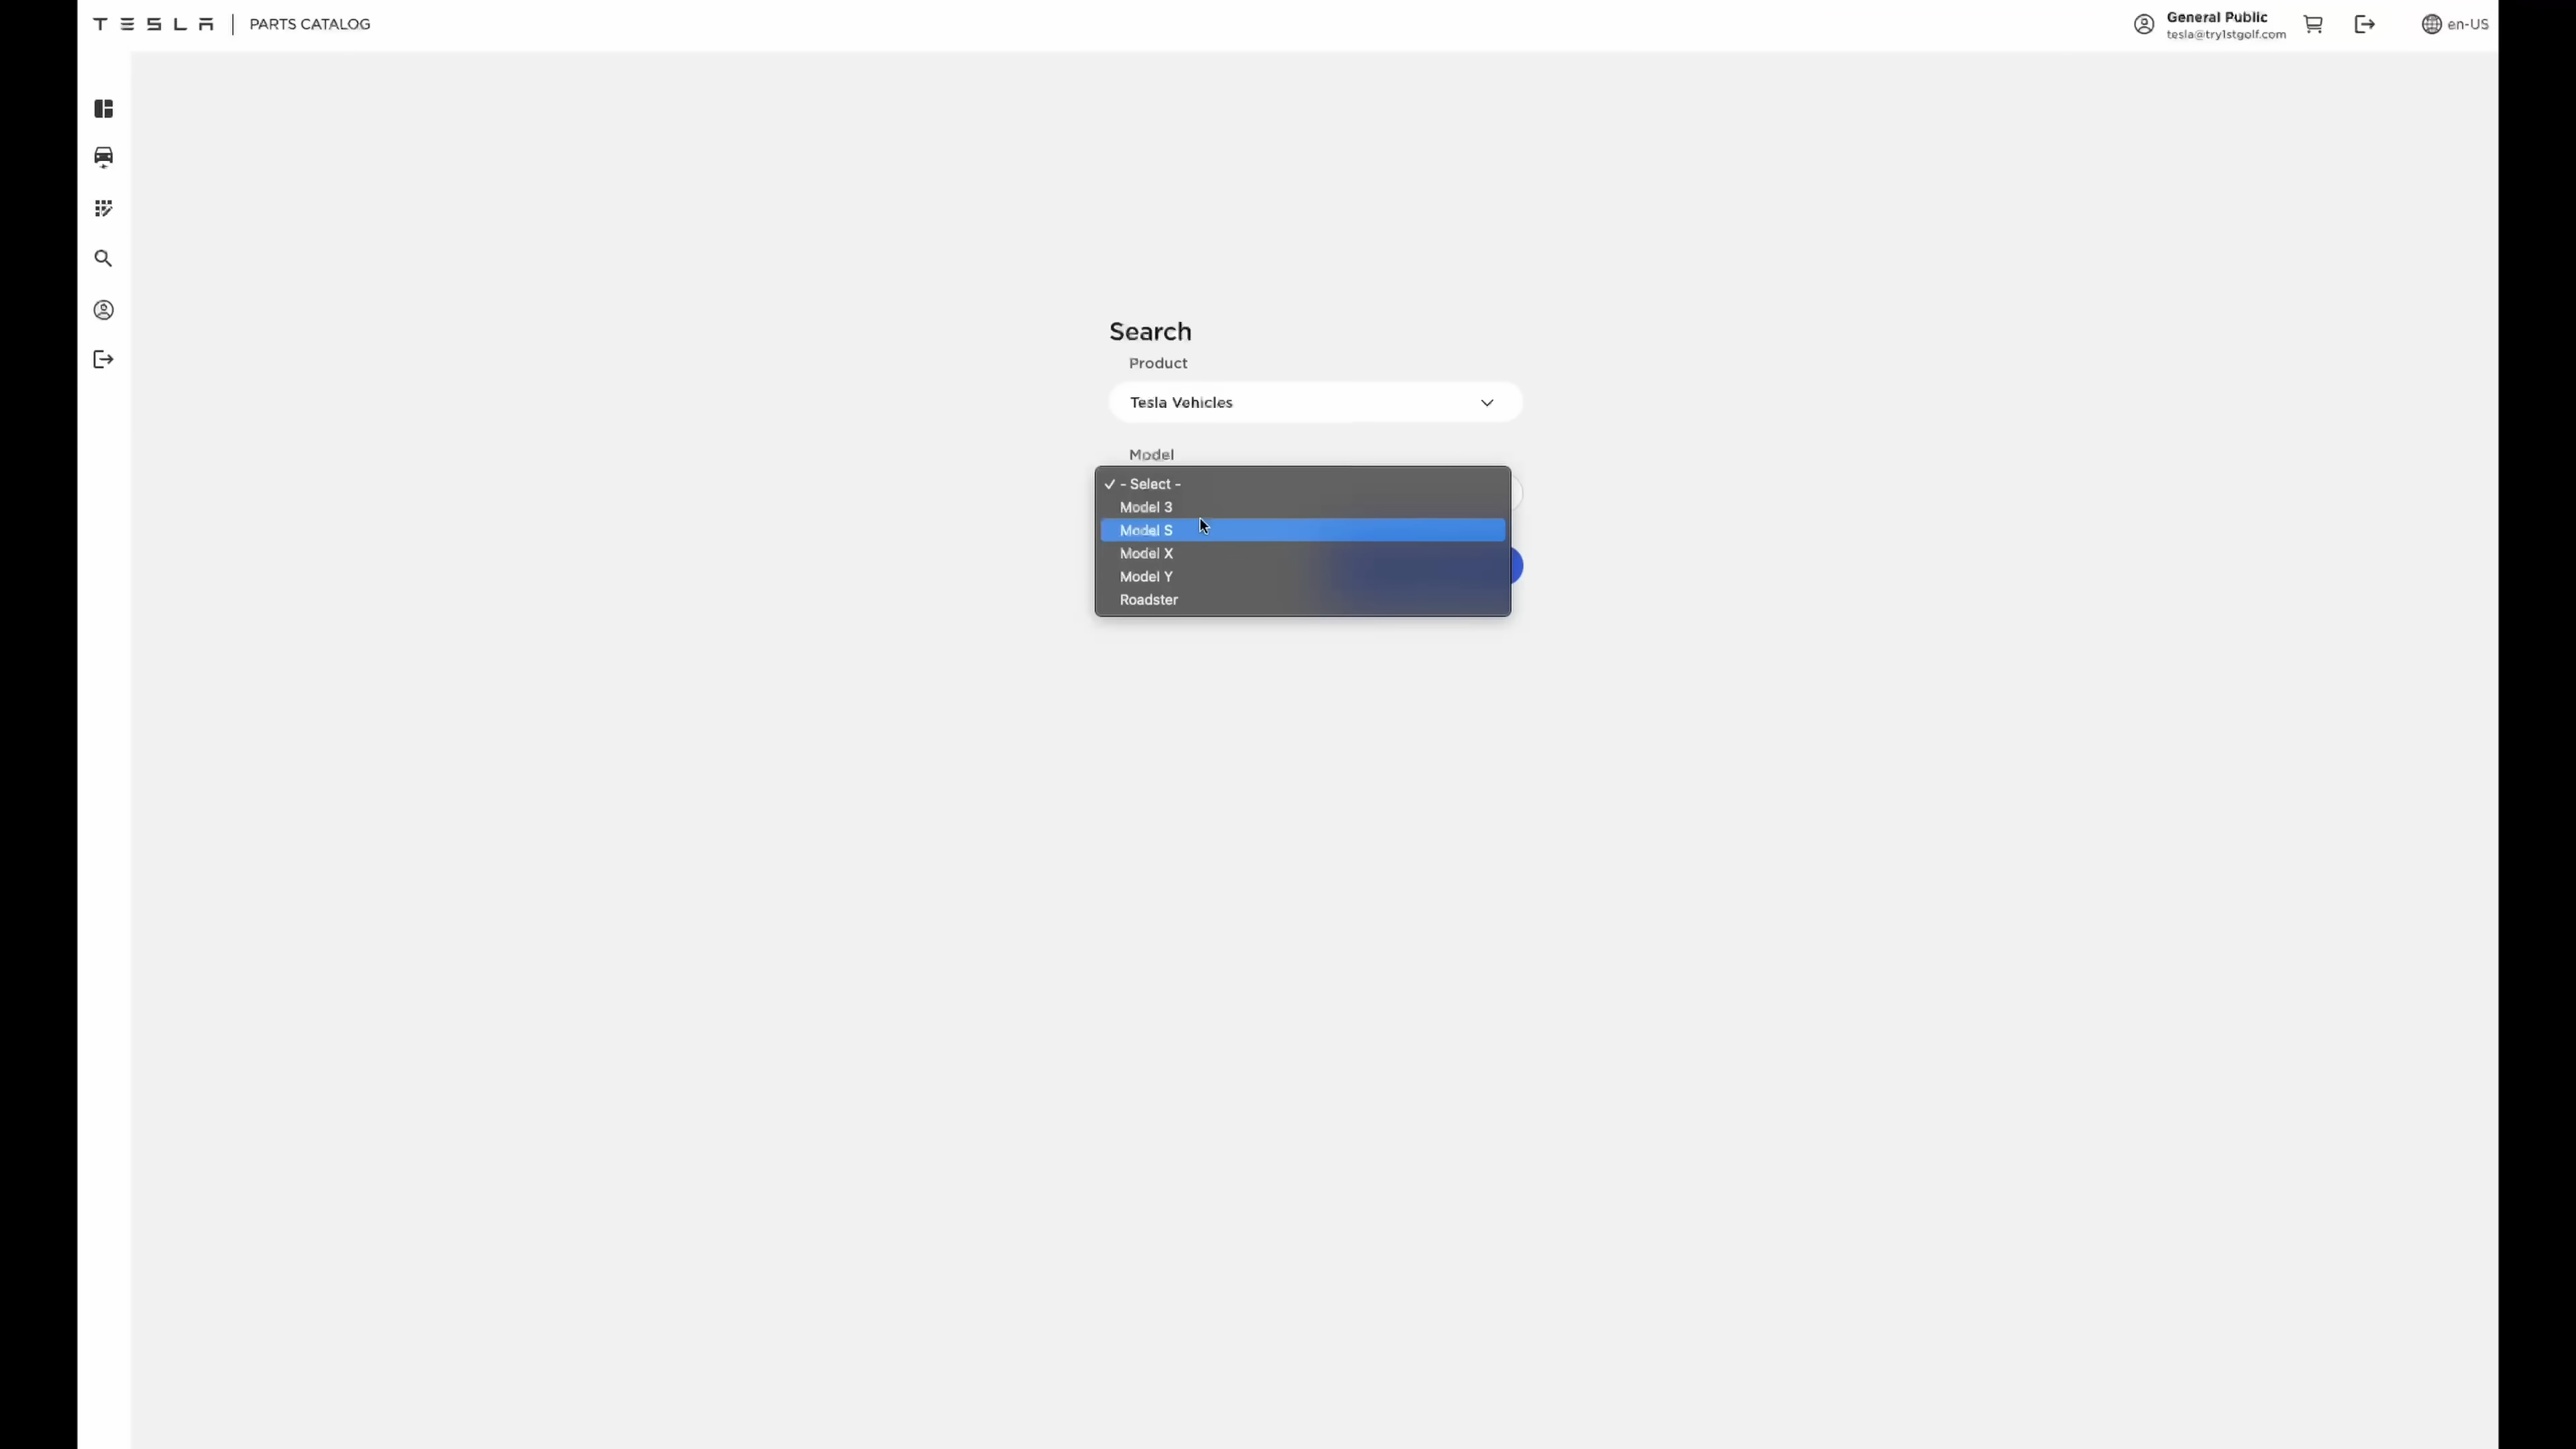 TESLA | PARTS CATALOG
General Public
tesla@try1stgolf.com
en-US
Search
Product
Tesla Vehicles
Model
✓ - Select -
Model 3
Model S
Model X
Model Y
Roadster